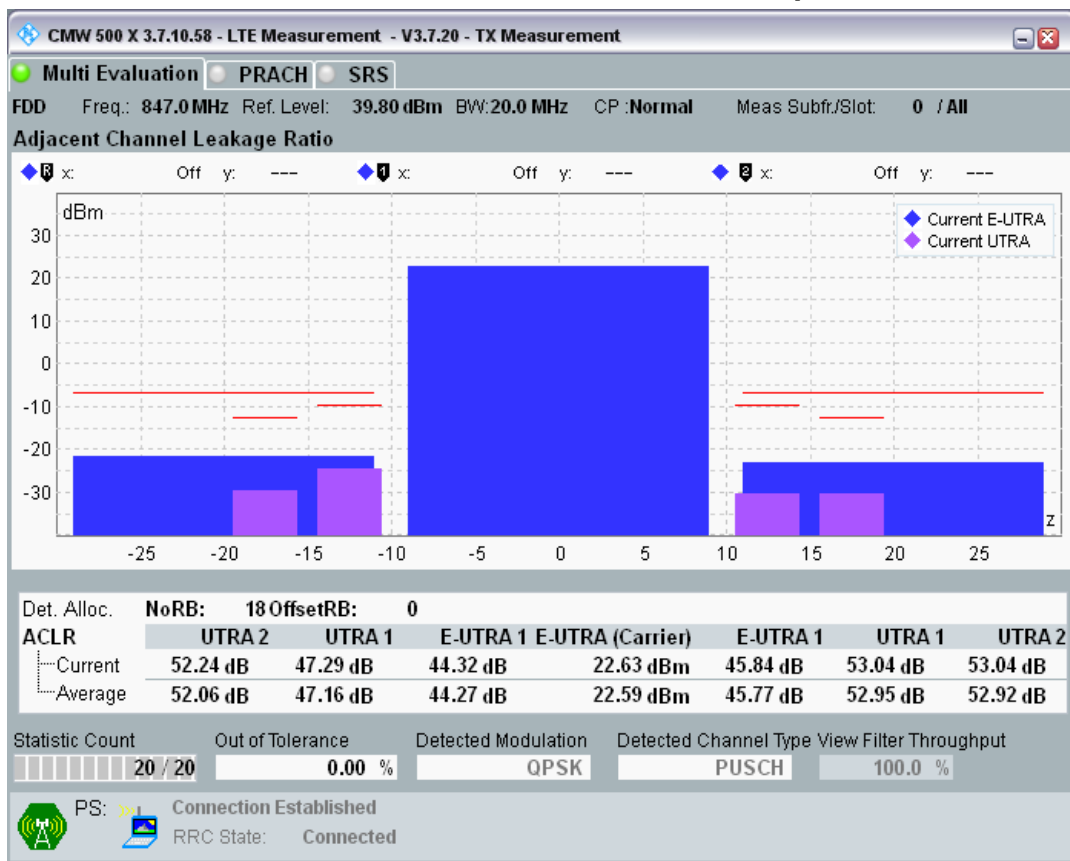 CMW 500 X 3.7.10.58 - LTE Measurement - V3.7.20 - TX Measurement
Multi Evaluation PRACH SRS
FDD Freq.: 847.0 MHz Ref. Level: 39.80 dBm BW:20.0 MHz CP :Normal Meas Subfr./Slot: 0 / All
Adjacent Channel Leakage Ratio
R x: Off y: --- 1 x: Off y: --- 2 x: Off y: ---
dBm
Current E-UTRA
Current UTRA
30
20
10
0
-10
-20
-30
z
-25 -20 -15 -10 -5 0 5 10 15 20 25
Det. Alloc. NoRB: 18 OffsetRB: 0
ACLR UTRA 2 UTRA 1 E-UTRA 1 E-UTRA (Carrier) E-UTRA 1 UTRA 1 UTRA 2
Current 52.24 dB 47.29 dB 44.32 dB 22.63 dBm 45.84 dB 53.04 dB 53.04 dB
Average 52.06 dB 47.16 dB 44.27 dB 22.59 dBm 45.77 dB 52.95 dB 52.92 dB
Statistic Count Out of Tolerance Detected Modulation Detected Channel Type View Filter Throughput
20 / 20 0.00 % QPSK PUSCH 100.0 %
PS: Connection Established
RRC State: Connected